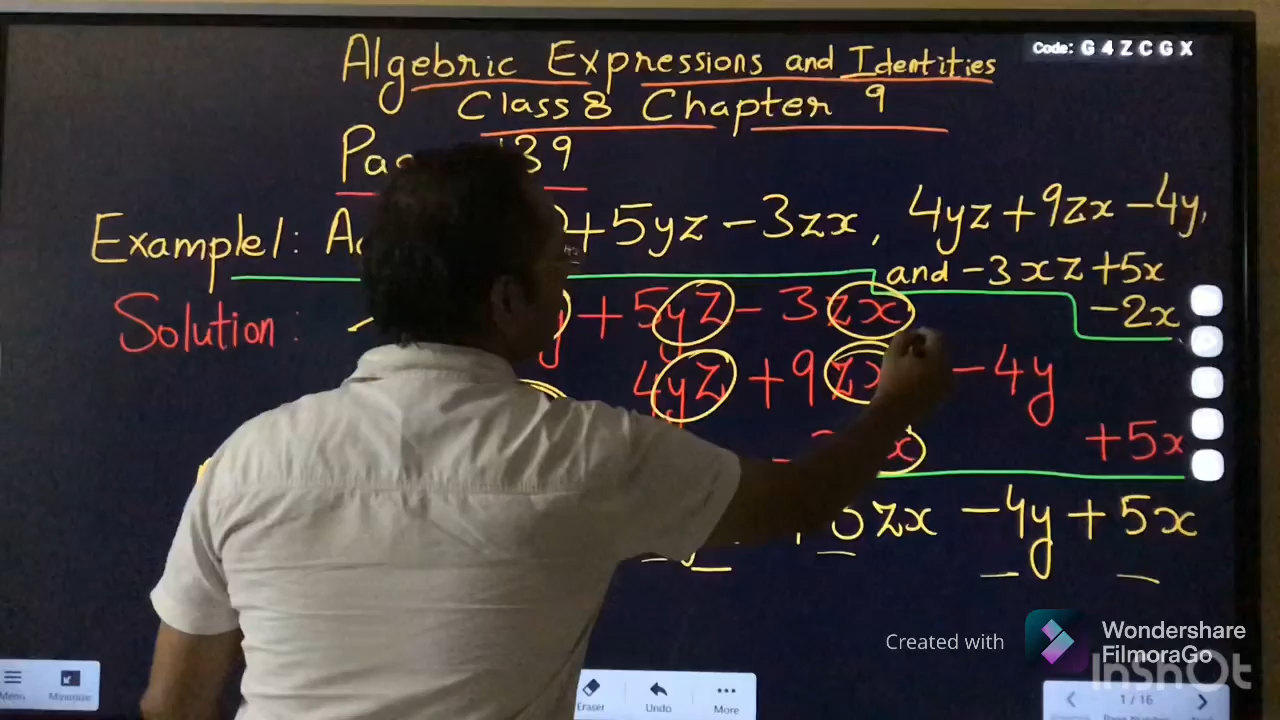 Code: G 4 Z C G X
Algebric Expressions and Identities
Class 8 Chapter 9
39
Example1: +5yz - 3zx, 4yz + 9zx - 4y,
and -3xz + 5x
-2x
Solution: y + 5yz - 3zx
4yz + 9zx - 4y
x + 5x
zx - 4y + 5x
Created with Wondershare FilmoraGo
InShOt
Menu Minimize Eraser Undo More 1/16